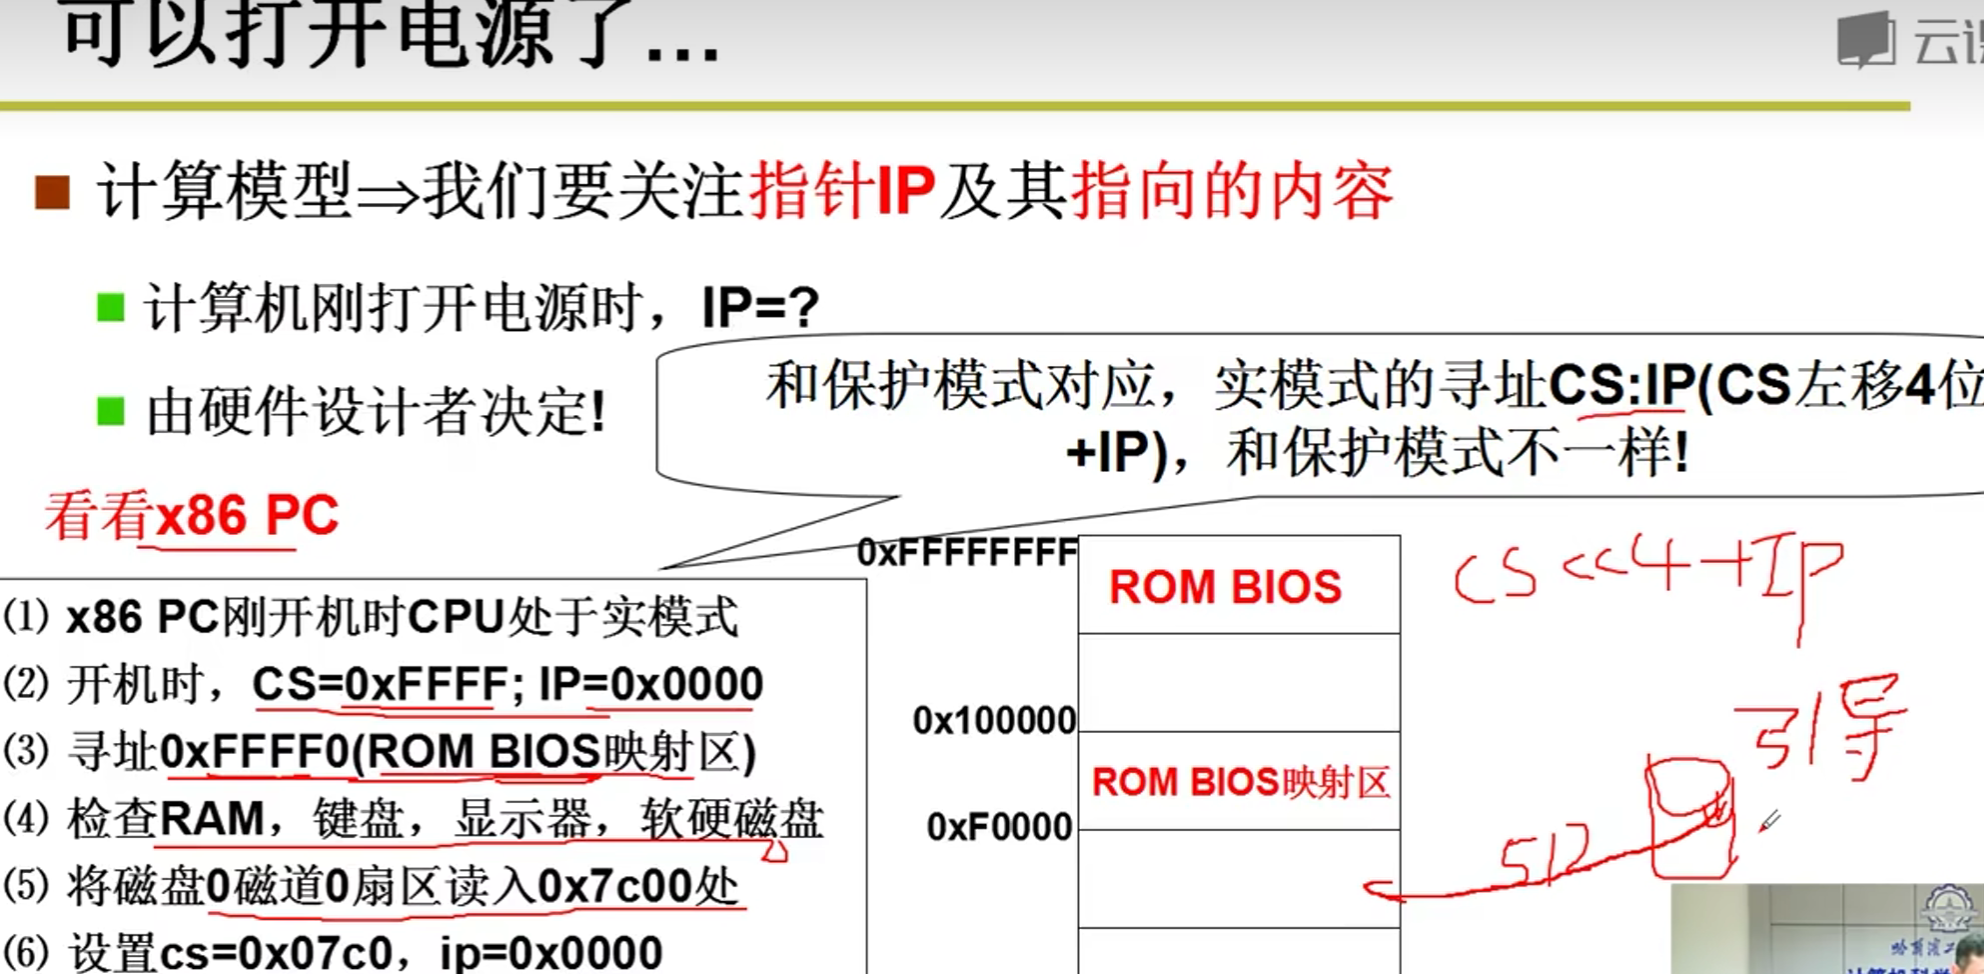 可以打开电源了…
计算模型⇒我们要关注指针IP及其指向的内容
计算机刚打开电源时，IP=?
由硬件设计者决定!
和保护模式对应，实模式的寻址CS:IP(CS左移4位
+IP)，和保护模式不一样!
看看x86 PC
⑴ x86 PC刚开机时CPU处于实模式
⑵ 开机时，CS=0xFFFF; IP=0x0000
⑶ 寻址0xFFFF0(ROM BIOS映射区)
⑷ 检查RAM，键盘，显示器，软硬磁盘
⑸ 将磁盘0磁道0扇区读入0x7c00处
⑹ 设置cs=0x07c0，ip=0x0000
0xFFFFFFFF
ROM BIOS
0x100000
ROM BIOS映射区
0xF0000
CS<<4+IP
引导
512
云课